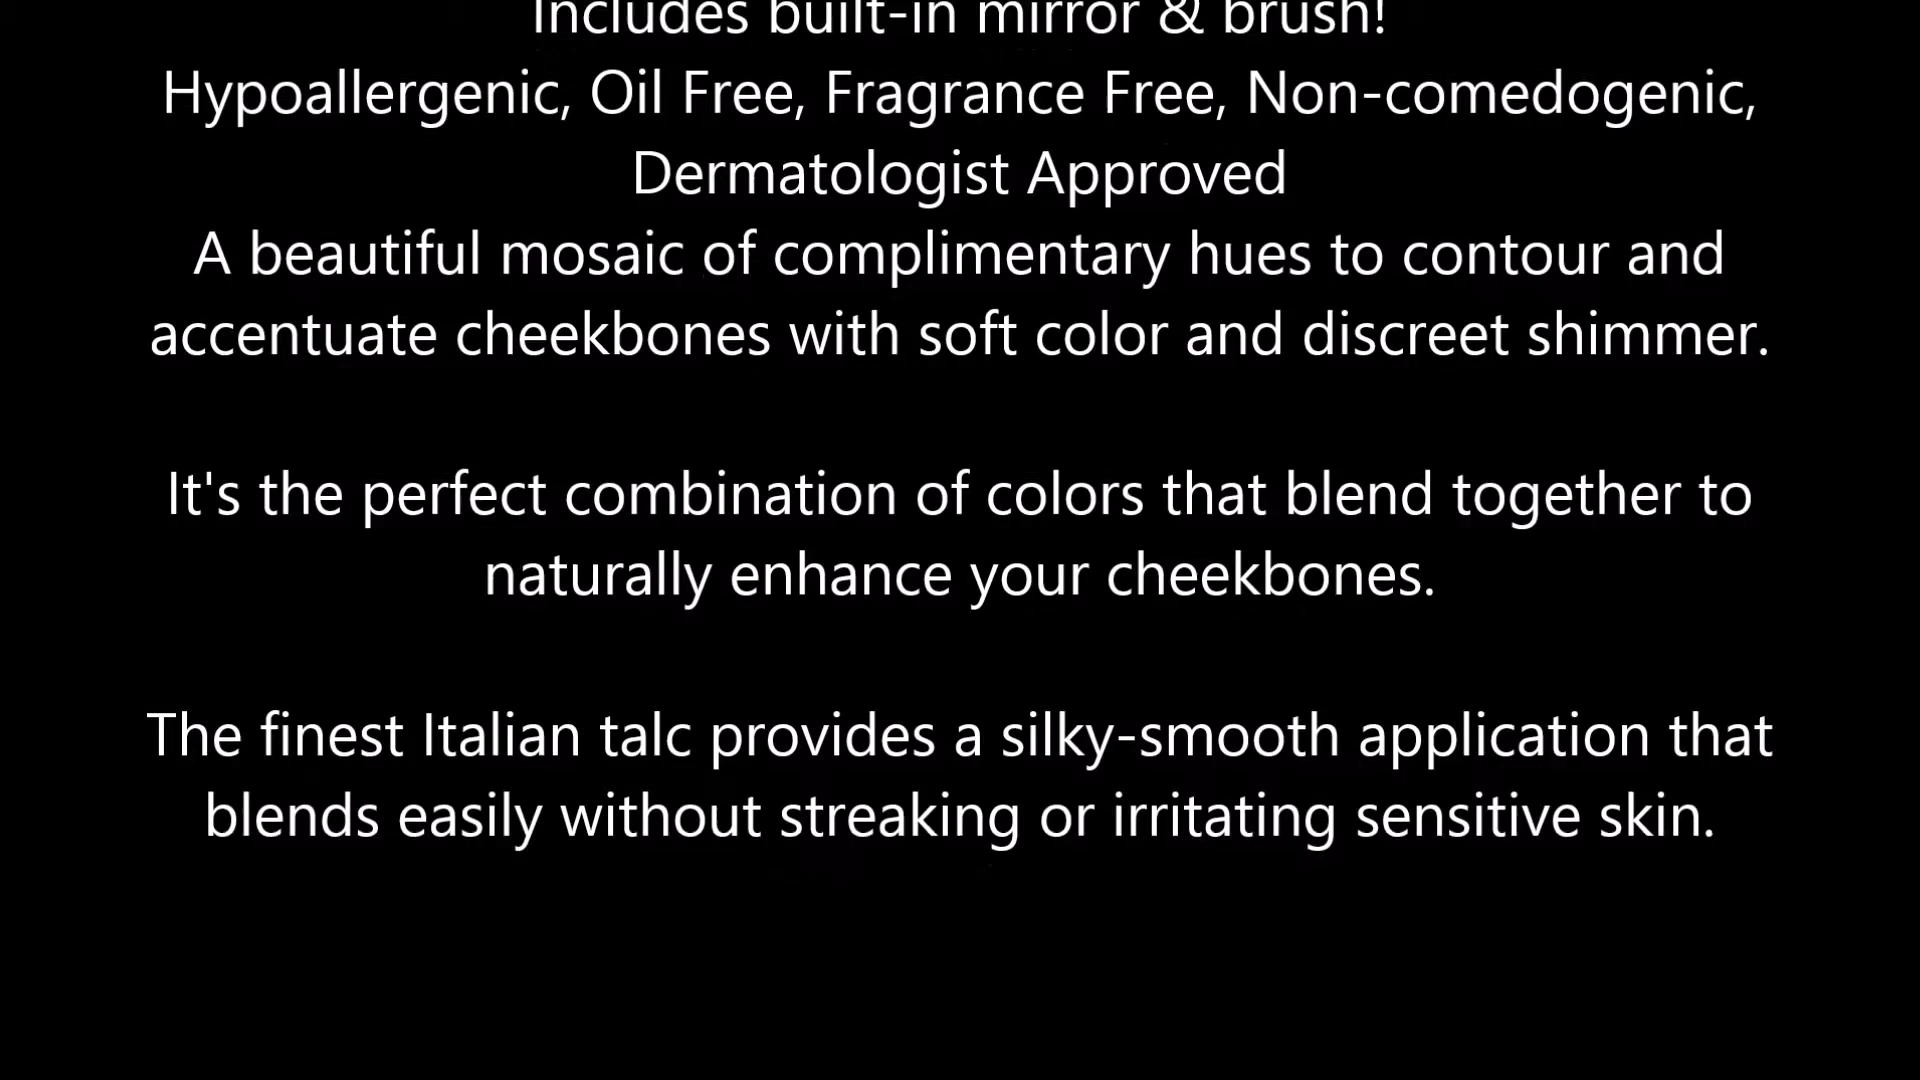 Includes built-in mirror & brush!
Hypoallergenic, Oil Free, Fragrance Free, Non-comedogenic,
Dermatologist Approved
A beautiful mosaic of complimentary hues to contour and
accentuate cheekbones with soft color and discreet shimmer.
It's the perfect combination of colors that blend together to
naturally enhance your cheekbones.
The finest Italian talc provides a silky-smooth application that
blends easily without streaking or irritating sensitive skin.